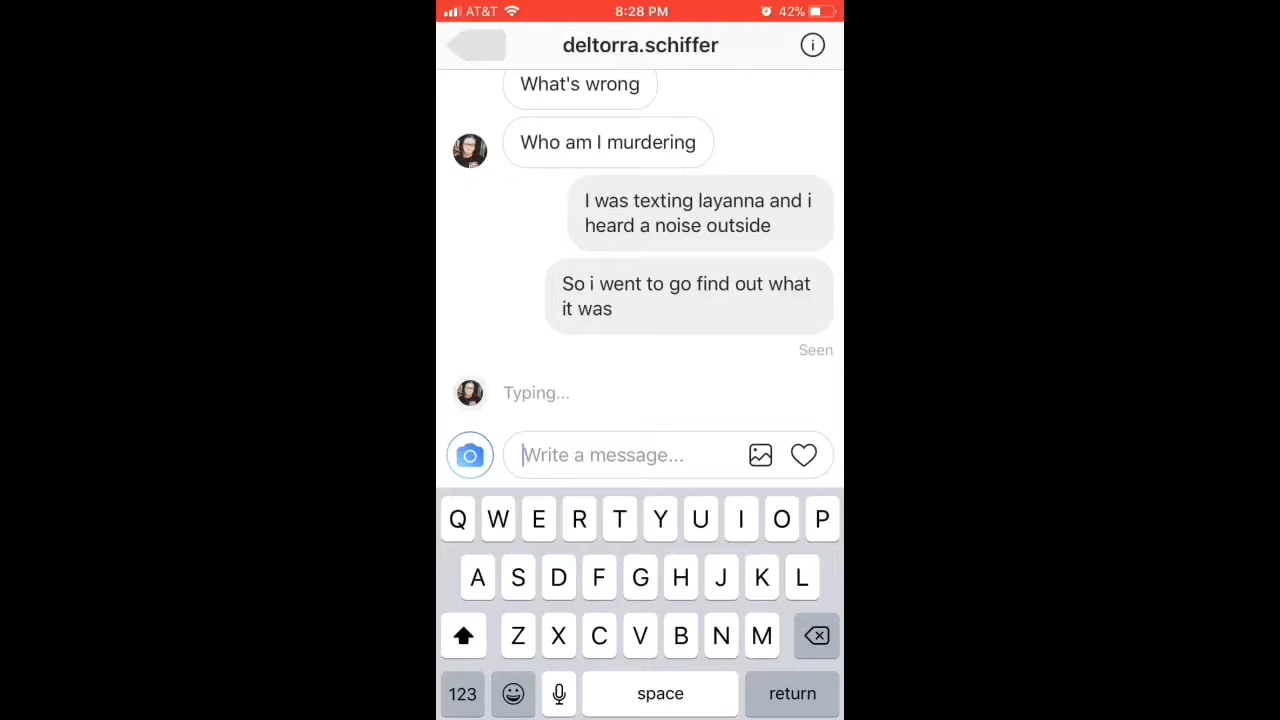 AT&T 8:28 PM 42%
deltorra.schiffer
What's wrong
Who am I murdering
I was texting layanna and i
heard a noise outside
So i went to go find out what
it was
Seen
Typing...
Write a message...
Q W E R T Y U I O P
A S D F G H J K L
Z X C V B N M
123 space return